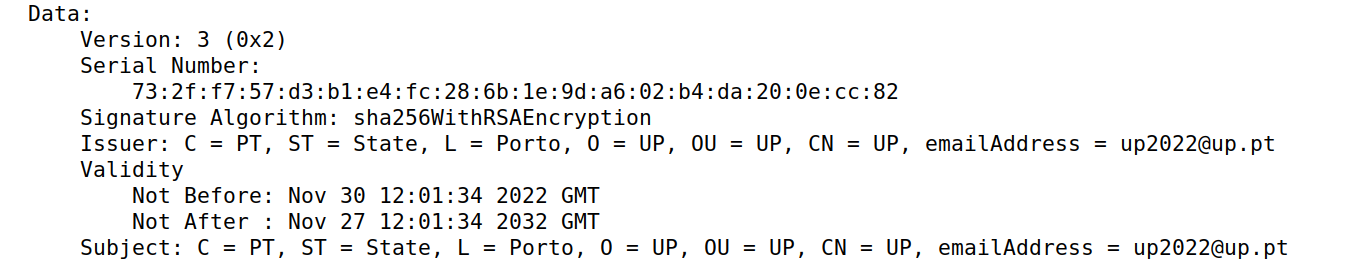 Data:
Version: 3 (0x2)
Serial Number:
73:2f:f7:57:d3:b1:e4:fc:28:6b:1e:9d:a6:02:b4:da:20:0e:cc:82
Signature Algorithm: sha256WithRSAEncryption
Issuer: C = PT, ST = State, L = Porto, O = UP, OU = UP, CN = UP, emailAddress = up2022@up.pt
Validity
Not Before: Nov 30 12:01:34 2022 GMT
Not After : Nov 27 12:01:34 2032 GMT
Subject: C = PT, ST = State, L = Porto, O = UP, OU = UP, CN = UP, emailAddress = up2022@up.pt